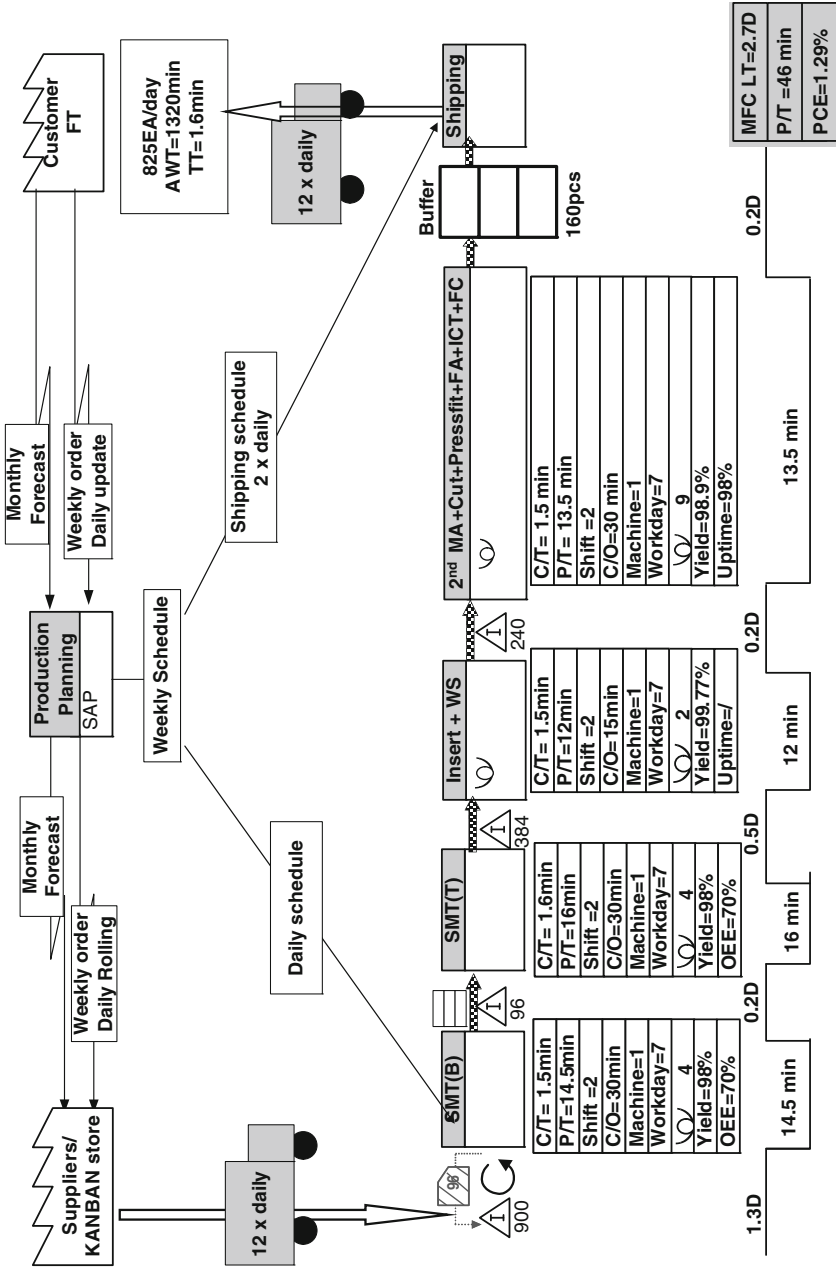 Suppliers/
KANBAN store
Monthly
Forecast
Weekly order
Daily Rolling
Production
Planning
SAP
Monthly
Forecast
Weekly order
Daily update
Customer
FT
Weekly Schedule
Daily schedule
Shipping schedule
2 x daily
12 x daily
12 x daily
825EA/day
AWT=1320min
TT=1.6min
96
I
900
SMT(B)
C/T= 1.5min
P/T=14.5min
Shift =2
C/O=30min
Machine=1
Workday=7
4
Yield=98%
OEE=70%
I
96
SMT(T)
C/T= 1.6min
P/T=16min
Shift =2
C/O=30min
Machine=1
Workday=7
4
Yield=98%
OEE=70%
I
384
Insert + WS
C/T= 1.5min
P/T=12min
Shift =2
C/O=15min
Machine=1
Workday=7
2
Yield=99.77%
Uptime=/
I
240
2nd MA+Cut+Pressfit+FA+ICT+FC
C/T= 1.5 min
P/T= 13.5 min
Shift =2
C/O=30 min
Machine=1
Workday=7
9
Yield=98.9%
Uptime=98%
Buffer
160pcs
Shipping
1.3D
14.5 min
0.2D
16 min
0.5D
12 min
0.2D
13.5 min
0.2D
MFC LT=2.7D
P/T =46 min
PCE=1.29%